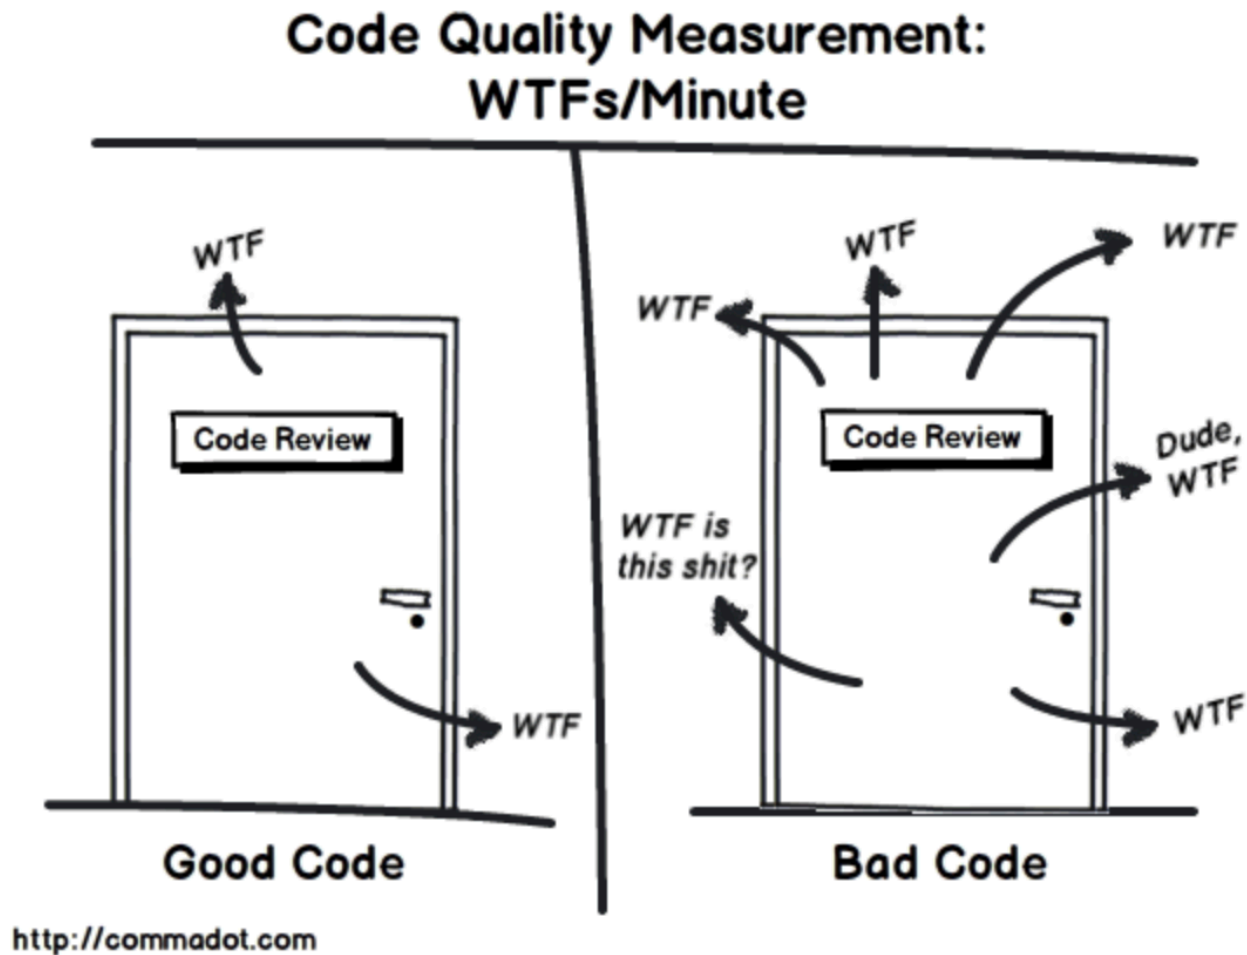 Code Quality Measurement:
WTFs/Minute
WTF
Code Review
WTF
Good Code
WTF
WTF
WTF
Code Review
Dude,
WTF
WTF is
this shit?
WTF
Bad Code
http://commadot.com